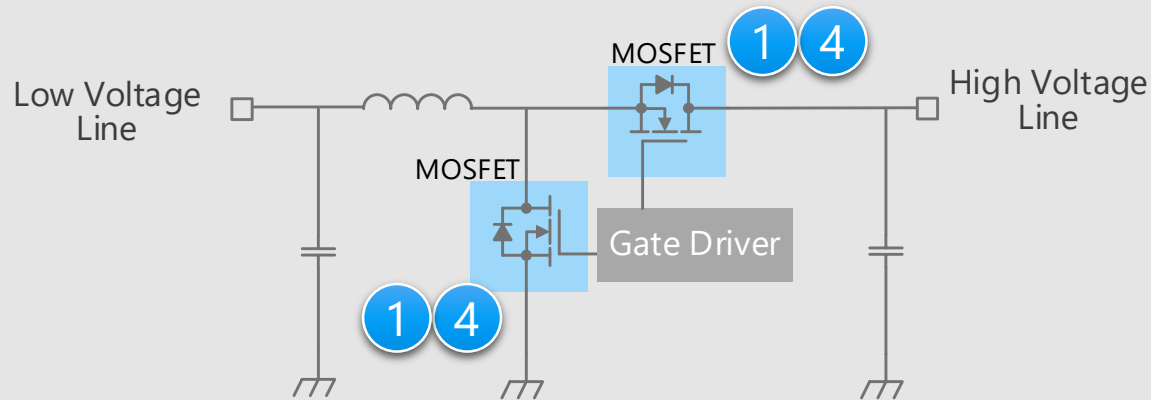 MOSFET
1
4
Low Voltage
Line
High Voltage
Line
MOSFET
Gate Driver
1
4